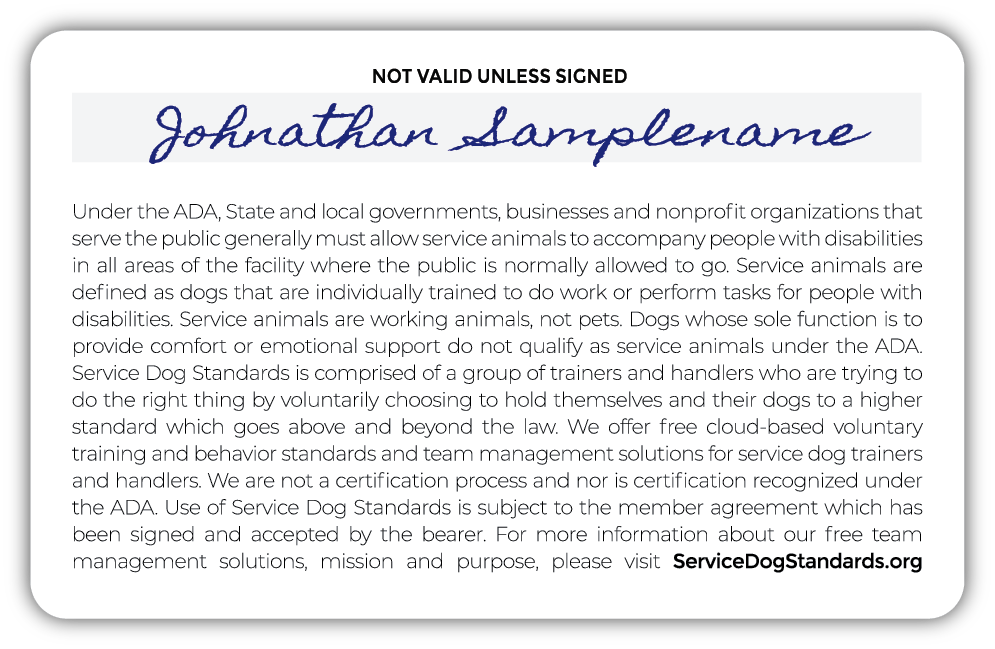 NOT VALID UNLESS SIGNED
Johnathan Samplename
Under the ADA, State and local governments, businesses and nonprofit organizations that
serve the public generally must allow service animals to accompany people with disabilities
in all areas of the facility where the public is normally allowed to go. Service animals are
defined as dogs that are individually trained to do work or perform tasks for people with
disabilities. Service animals are working animals, not pets. Dogs whose sole function is to
provide comfort or emotional support do not qualify as service animals under the ADA.
Service Dog Standards is comprised of a group of trainers and handlers who are trying to
do the right thing by voluntarily choosing to hold themselves and their dogs to a higher
standard which goes above and beyond the law. We offer free cloud-based voluntary
training and behavior standards and team management solutions for service dog trainers
and handlers. We are not a certification process and nor is certification recognized under
the ADA. Use of Service Dog Standards is subject to the member agreement which has
been signed and accepted by the bearer. For more information about our free team
management solutions, mission and purpose, please visit ServiceDogStandards.org